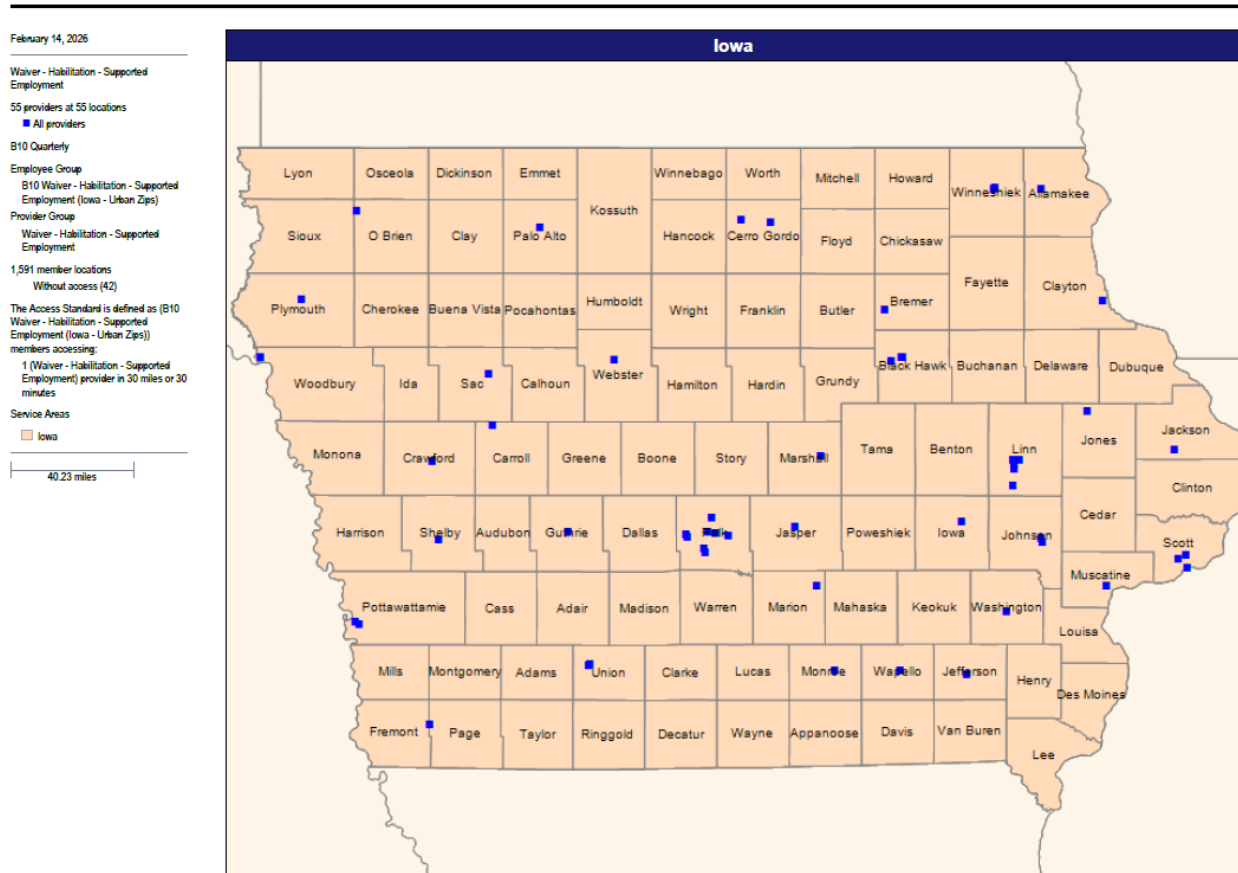 February 14, 2026
Waiver - Habilitation - Supported
Employment
55 providers at 55 locations
All providers
B10 Quarterly
Employee Group
B10 Waiver - Habilitation - Supported
Employment (Iowa - Urban Zips)
Provider Group
Waiver - Habilitation - Supported
Employment
1,591 member locations
Without access (42)
The Access Standard is defined as (B10
Waiver - Habilitation - Supported
Employment (Iowa - Urban Zips))
members accessing:
1 (Waiver - Habilitation - Supported
Employment) provider in 30 miles or 30
minutes
Service Areas
Iowa
40.23 miles
Iowa
Lyon Osceola Dickinson Emmet Winnebago Worth Mitchell Howard Winneshiek Allamakee
Kossuth
Sioux O Brien Clay Palo Alto Hancock Cerro Gordo Floyd Chickasaw
Fayette Clayton
Plymouth Cherokee Buena Vista Pocahontas Humboldt Wright Franklin Butler Bremer
Woodbury Ida Sac Calhoun Webster Hamilton Hardin Grundy Black Hawk Buchanan Delaware Dubuque
Monona Crawford Carroll Greene Boone Story Marshall Tama Benton Linn Jones Jackson
Clinton
Harrison Shelby Audubon Guthrie Dallas Polk Jasper Poweshiek Iowa Johnson Cedar Scott
Muscatine
Pottawattamie Cass Adair Madison Warren Marion Mahaska Keokuk Washington
Louisa
Mills Montgomery Adams Union Clarke Lucas Monroe Wapello Jefferson Henry
Des Moines
Fremont Page Taylor Ringgold Decatur Wayne Appanoose Davis Van Buren
Lee